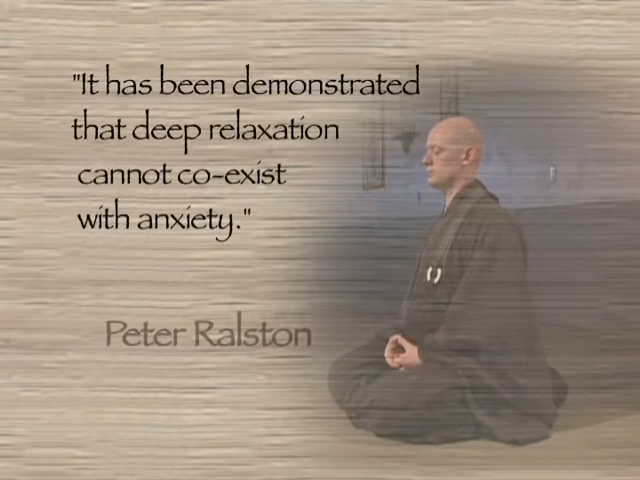 "It has been demonstrated
that deep relaxation
cannot co-exist
with anxiety."
Peter Ralston